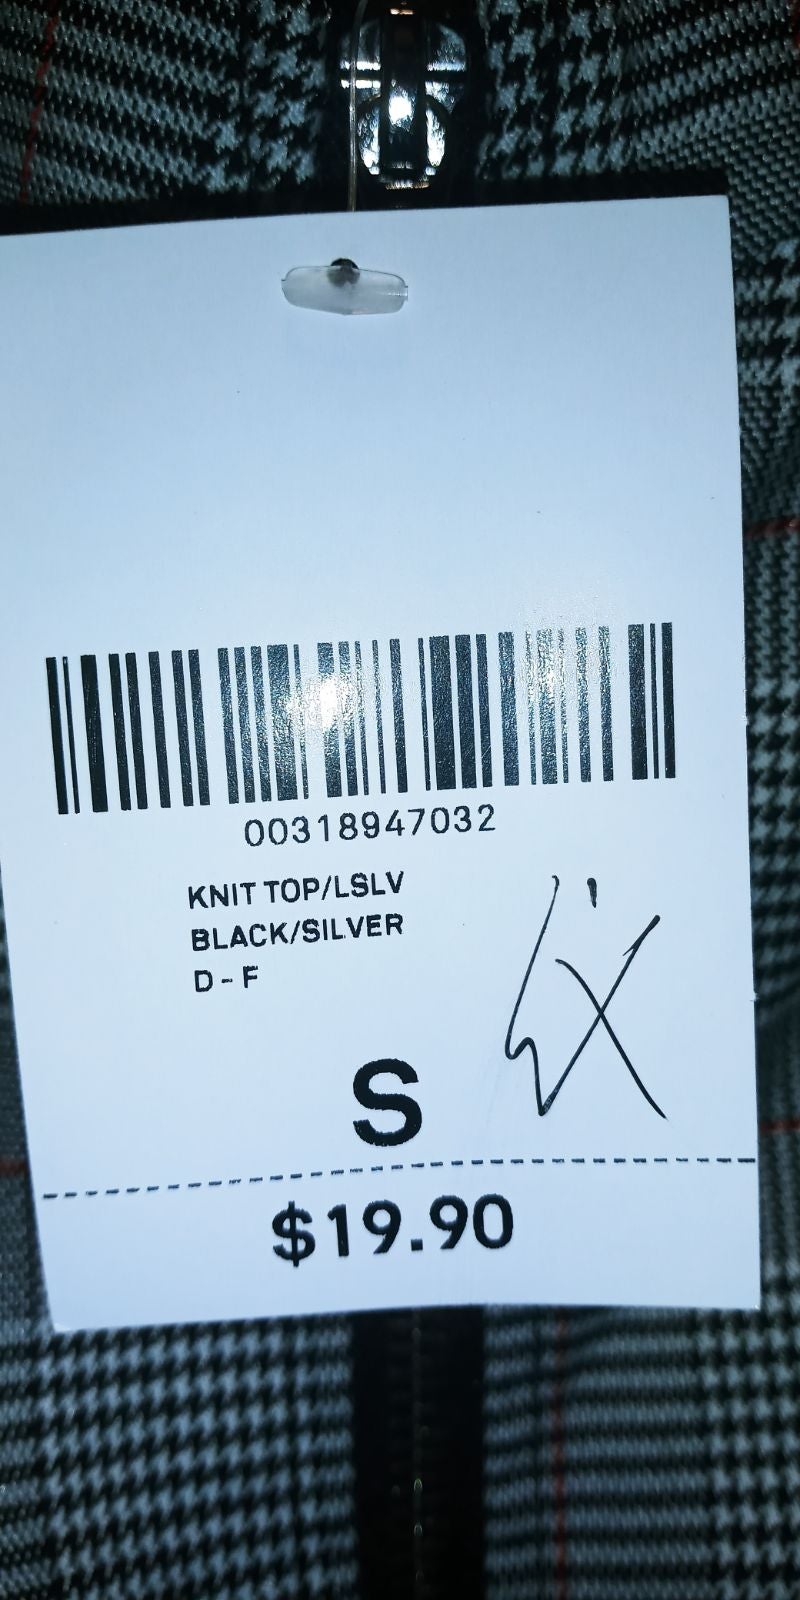 00318947032
KNIT TOP/LSLV
BLACK/SILVER
D-F
S
$19.90